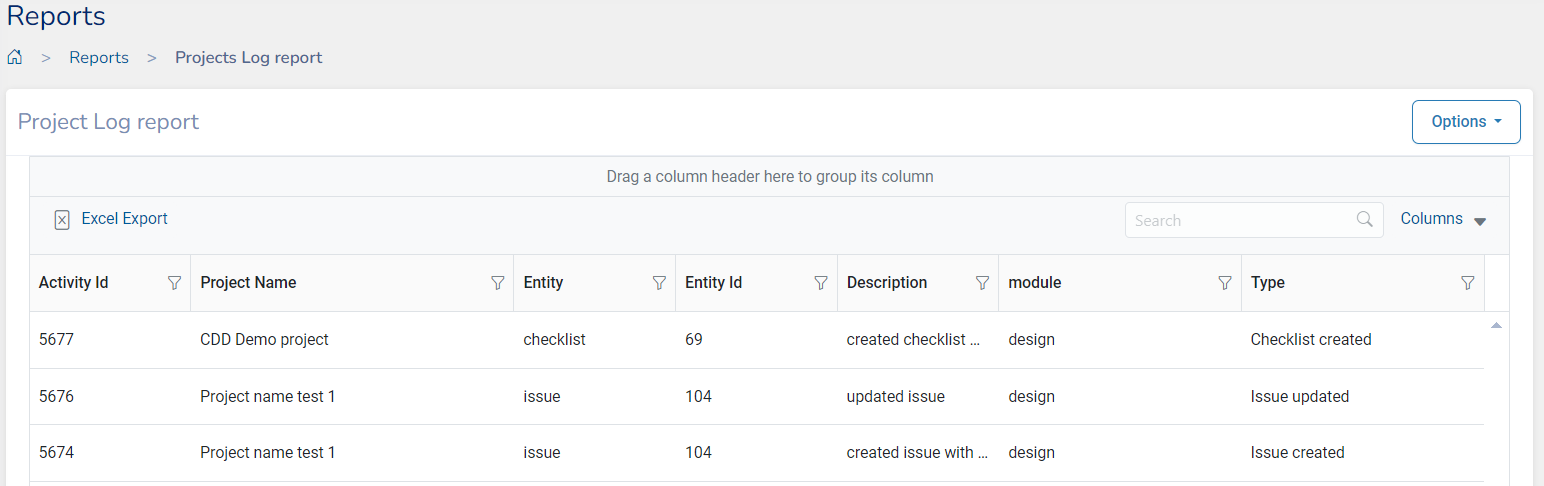 Reports
> Reports > Projects Log report
Project Log report
Options
Drag a column header here to group its column
Excel Export Search Columns
Activity Id Project Name Entity Entity Id Description module Type
5677 CDD Demo project checklist 69 created checklist ... design Checklist created
5676 Project name test 1 issue 104 updated issue design Issue updated
5674 Project name test 1 issue 104 created issue with ... design Issue created